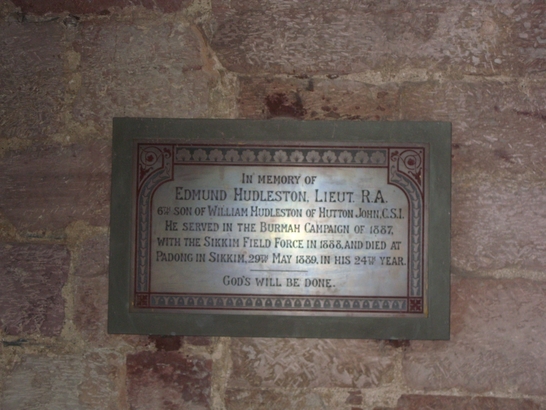 IN MEMORY OF
EDMUND HUDLESTON, LIEUT. R.A.
6TH SON OF WILLIAM HUDLESTON OF HUTTON JOHN, C.S.I.
HE SERVED IN THE BURMAH CAMPAIGN OF 1887,
WITH THE SIKKIM FIELD FORCE IN 1888, AND DIED AT
PADONG IN SIKKIM, 29TH MAY 1889, IN HIS 24TH YEAR.
GOD'S WILL BE DONE.